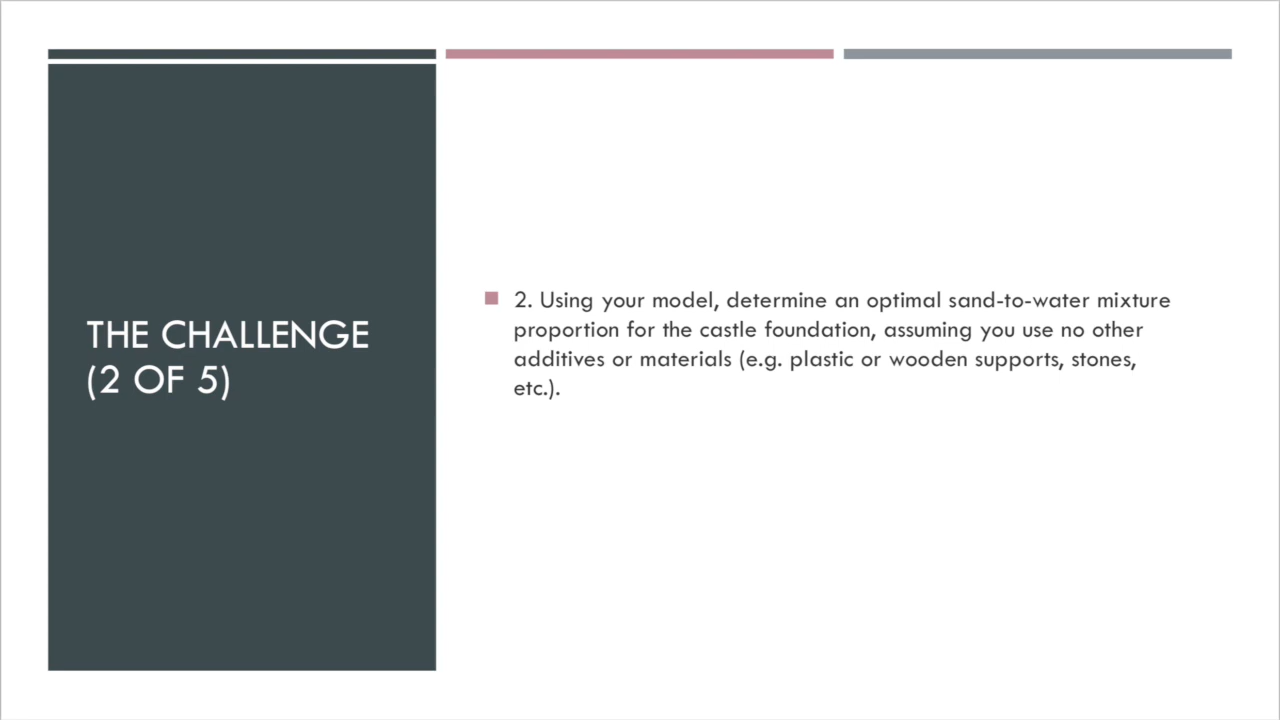 THE CHALLENGE
(2 OF 5)
2. Using your model, determine an optimal sand-to-water mixture
proportion for the castle foundation, assuming you use no other
additives or materials (e.g. plastic or wooden supports, stones,
etc.).